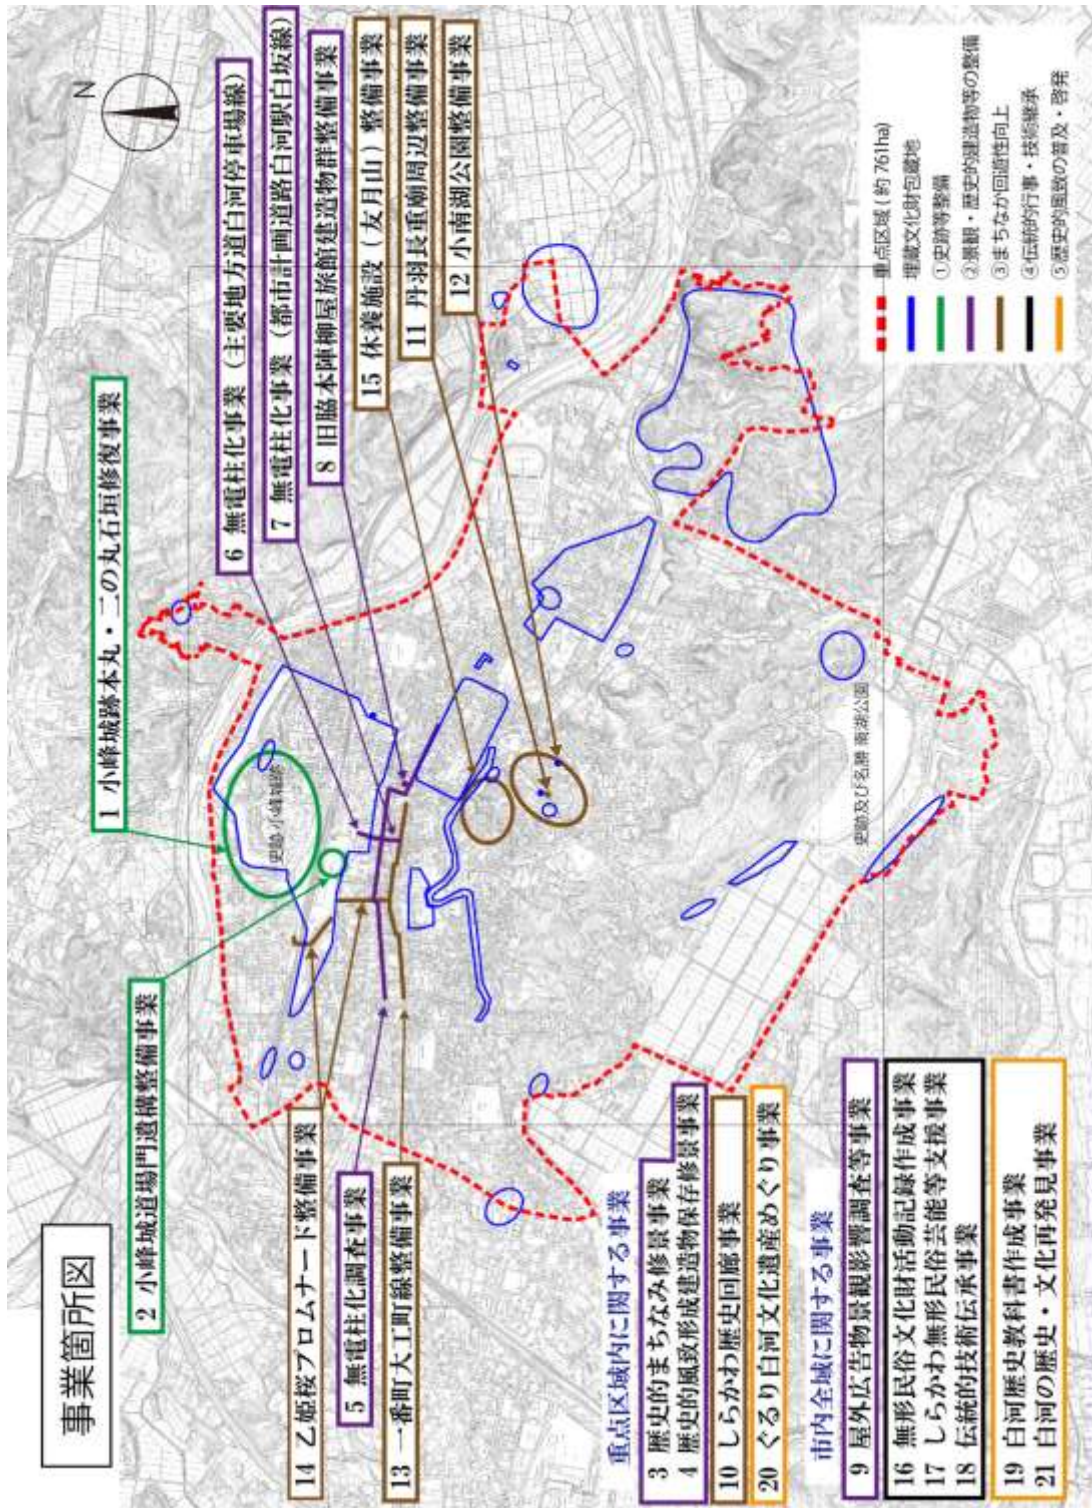 事業箇所図
N
1 小峰城跡本丸・二の丸石垣修復事業
2 小峰城道場門遺構整備事業
6 無電柱化事業（主要地方道白河停車場線）
7 無電柱化事業（都市計画道路白河駅白坂線）
8 旧脇本陣柳屋旅館建造物群整備事業
15 休養施設（友月山）整備事業
11 丹羽長重廟周辺整備事業
12 小南湖公園整備事業
14 乙姫桜プロムナード整備事業
5 無電柱化調査事業
13 一番町大工町線整備事業
史跡 小峰城跡
史跡及び名勝 南湖公園
重点区域内に関する事業
3 歴史的まちなみ修景事業
4 歴史的風致形成建造物保存修景事業
10 しらかわ歴史回廊事業
20 ぐるり白河文化遺産めぐり事業
市内全域に関する事業
9 屋外広告物景観影響調査等事業
16 無形民俗文化財活動記録作成事業
17 しらかわ無形民俗芸能等支援事業
18 伝統的技術伝承事業
19 白河歴史教科書作成事業
21 白河の歴史・文化再発見事業
重点区域（約 761ha）
埋蔵文化財包蔵地
①史跡等整備
②景観・歴史的建造物等の整備
③まちなか回遊性向上
④伝統的行事・技術継承
⑤歴史的風致の普及・啓発